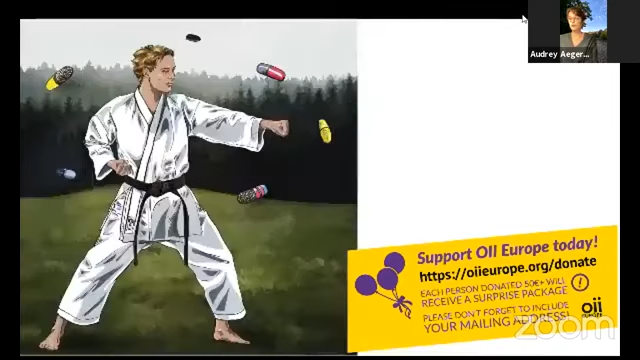 Audrey Aeger...
Support OII Europe today!
https://oiieurope.org/donate
EACH PERSON DONATED 50€+ WILL
RECEIVE A SURPRISE PACKAGE
PLEASE DON'T FORGET TO INCLUDE
YOUR MAILING ADDRESS!
oii
EUROPE
zoom